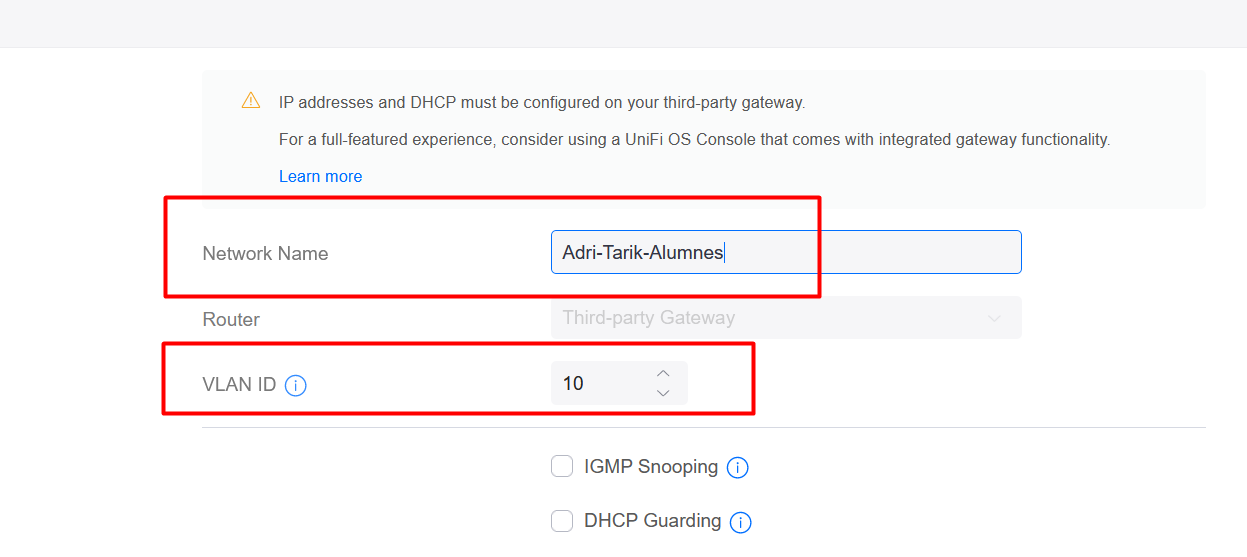 IP addresses and DHCP must be configured on your third-party gateway.
For a full-featured experience, consider using a UniFi OS Console that comes with integrated gateway functionality.
Learn more
Network Name
Adri-Tarik-Alumnes
Router
Third-party Gateway
VLAN ID
10
IGMP Snooping
DHCP Guarding